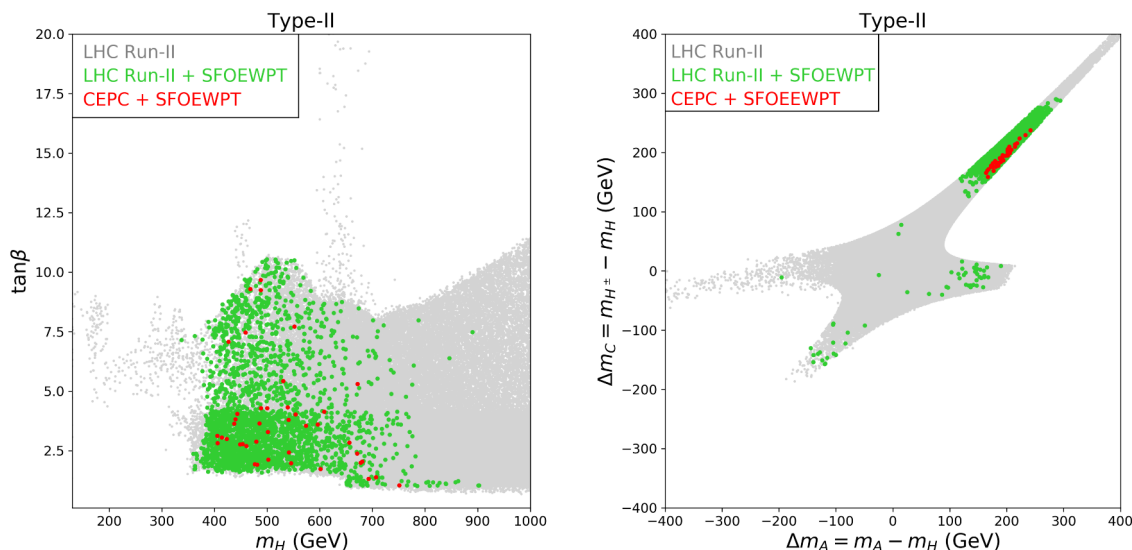 Type-II
20.0
17.5
15.0
12.5
10.0
7.5
5.0
2.5
tanβ
LHC Run-II
LHC Run-II + SFOEWPT
CEPC + SFOEWPT
200
300
400
500
600
700
800
900
1000
m_H (GeV)
Type-II
400
300
200
100
0
−100
−200
−300
−400
Δm_C = m_{H^±} − m_H (GeV)
LHC Run-II
LHC Run-II + SFOEWPT
CEPC + SFOEEWPT
−400
−300
−200
−100
0
100
200
300
400
Δm_A = m_A − m_H (GeV)